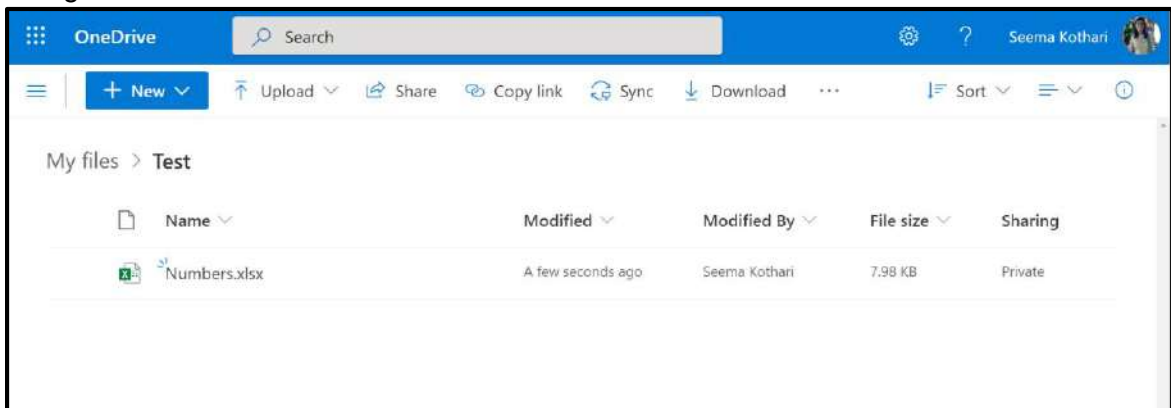 OneDrive Search ? Seema Kothari
+ New Upload Share Copy link Sync Download ... Sort
My files > Test
Name Modified Modified By File size Sharing
Numbers.xlsx A few seconds ago Seema Kothari 7.98 KB Private